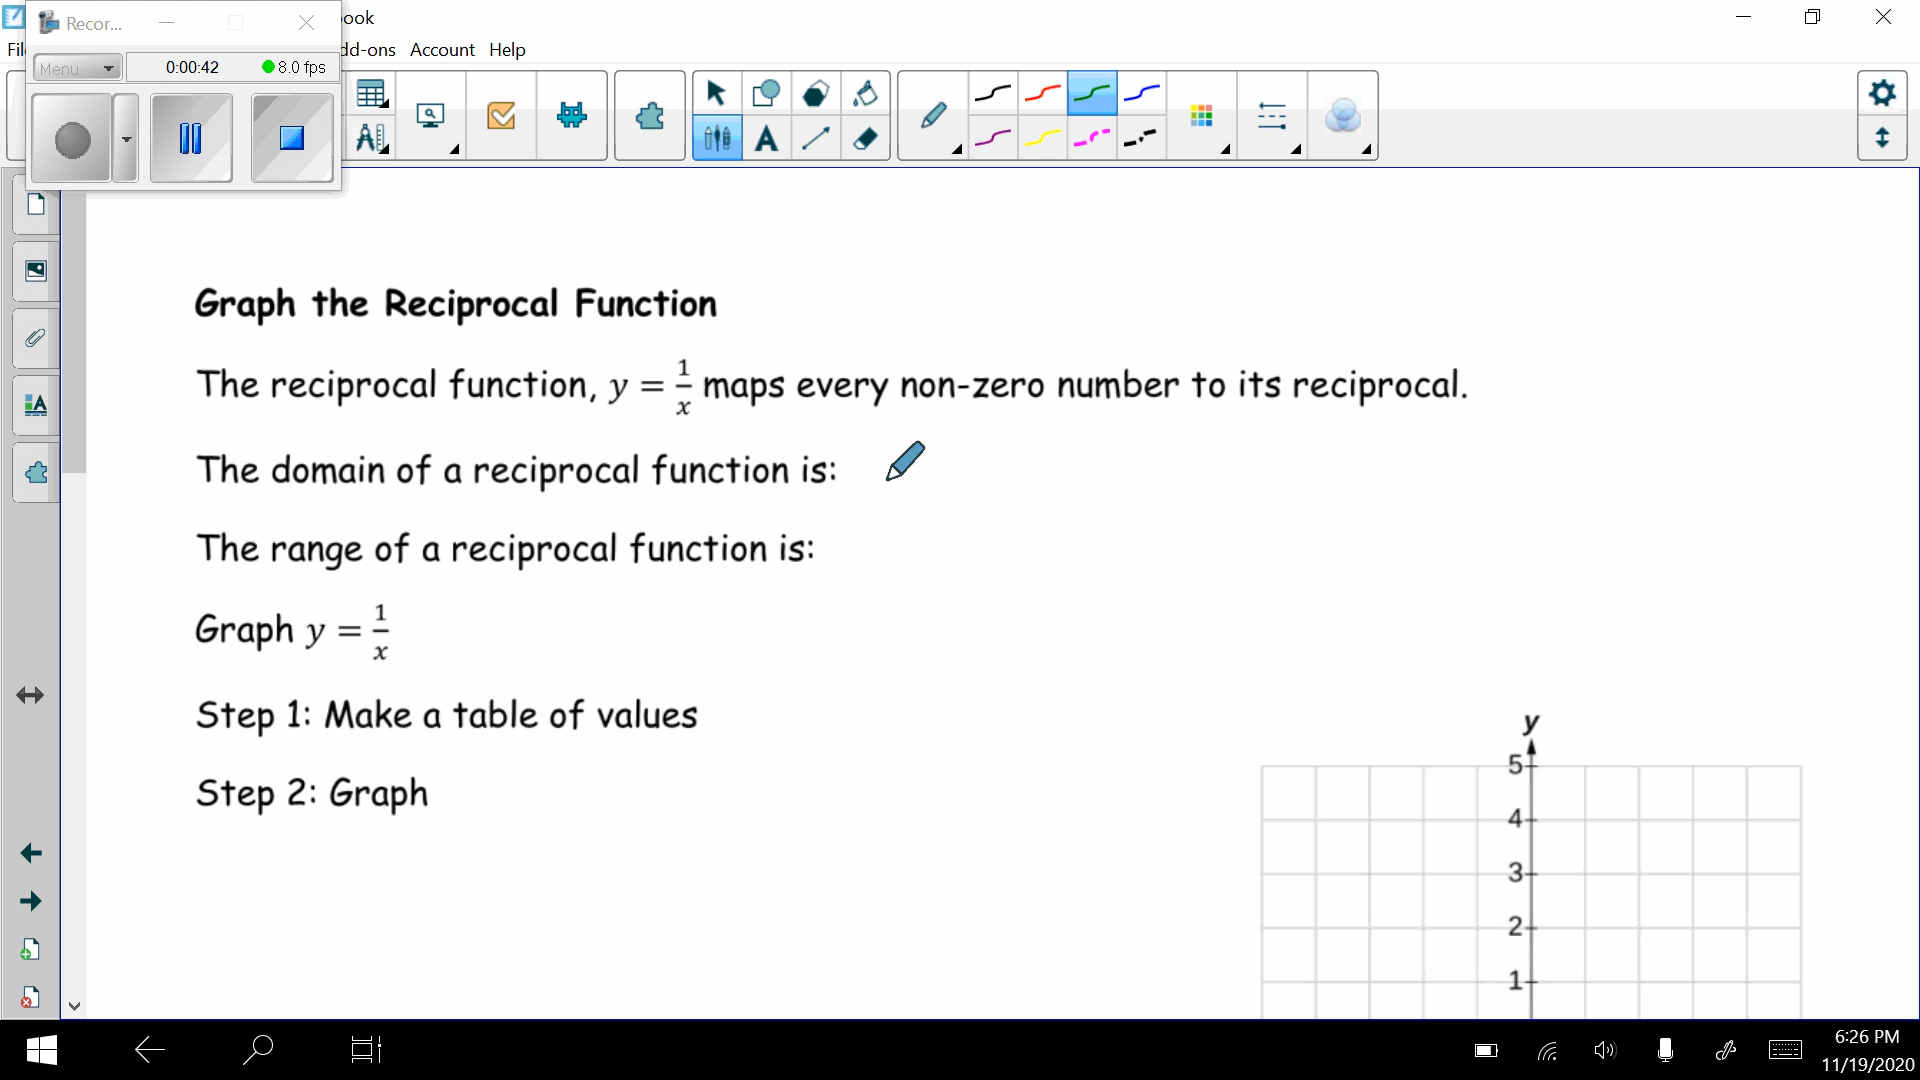 Recor...
ook
Fil
dd-ons Account Help
Menu
0:00:42
8.0 fps
Graph the Reciprocal Function
The reciprocal function, y = 1/x maps every non-zero number to its reciprocal.
The domain of a reciprocal function is:
The range of a reciprocal function is:
Graph y = 1/x
Step 1: Make a table of values
Step 2: Graph
y
5
4
3
2
1
6:26 PM
11/19/2020